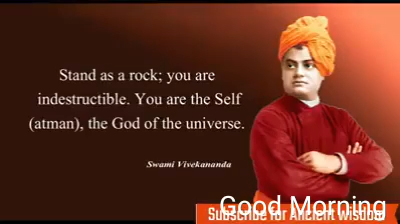 Stand as a rock; you are
indestructible. You are the Self
(atman), the God of the universe.
Swami Vivekananda
Good Morning
Subscribe for Ancient Wisdom